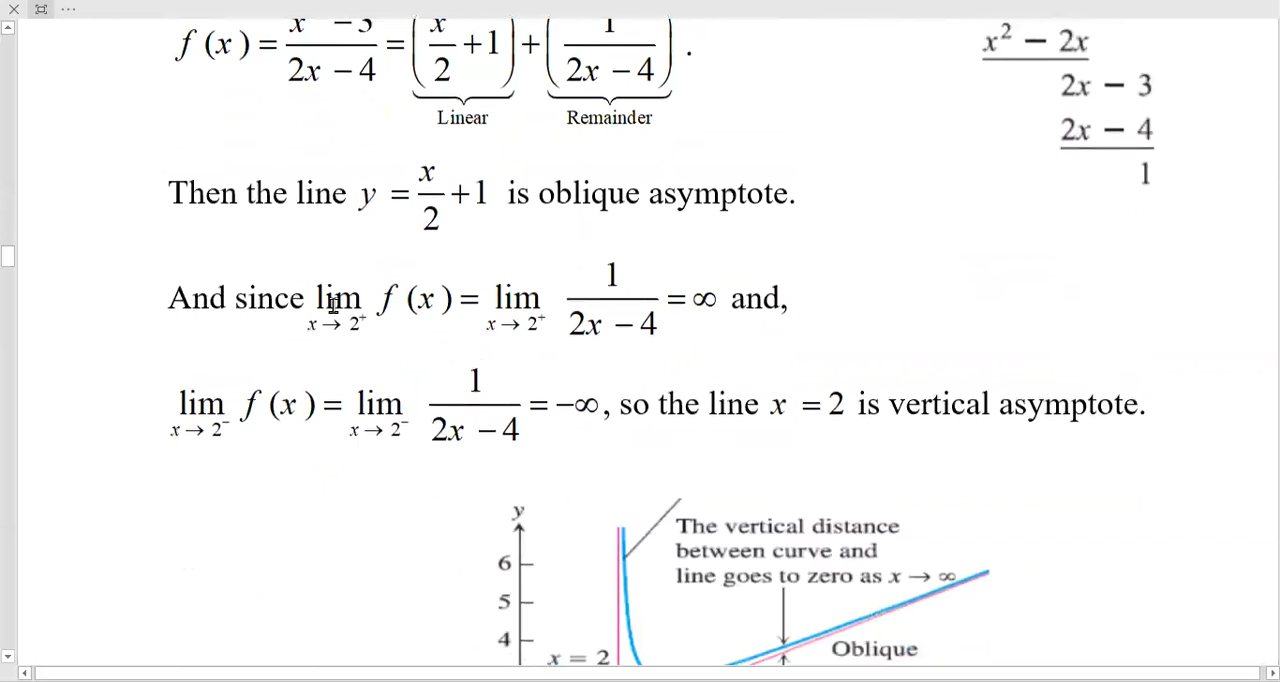 f (x) = x − 3 / 2x − 4 = (x/2 + 1) + (1 / 2x − 4) .
Linear Remainder
x² − 2x
2x − 3
2x − 4
1
Then the line y = x/2 + 1 is oblique asymptote.
And since lim x → 2⁺ f (x) = lim x → 2⁺ 1 / 2x − 4 = ∞ and,
lim x → 2⁻ f (x) = lim x → 2⁻ 1 / 2x − 4 = −∞, so the line x = 2 is vertical asymptote.
y
The vertical distance
between curve and
line goes to zero as x → ∞
6
5
4
Oblique
x = 2